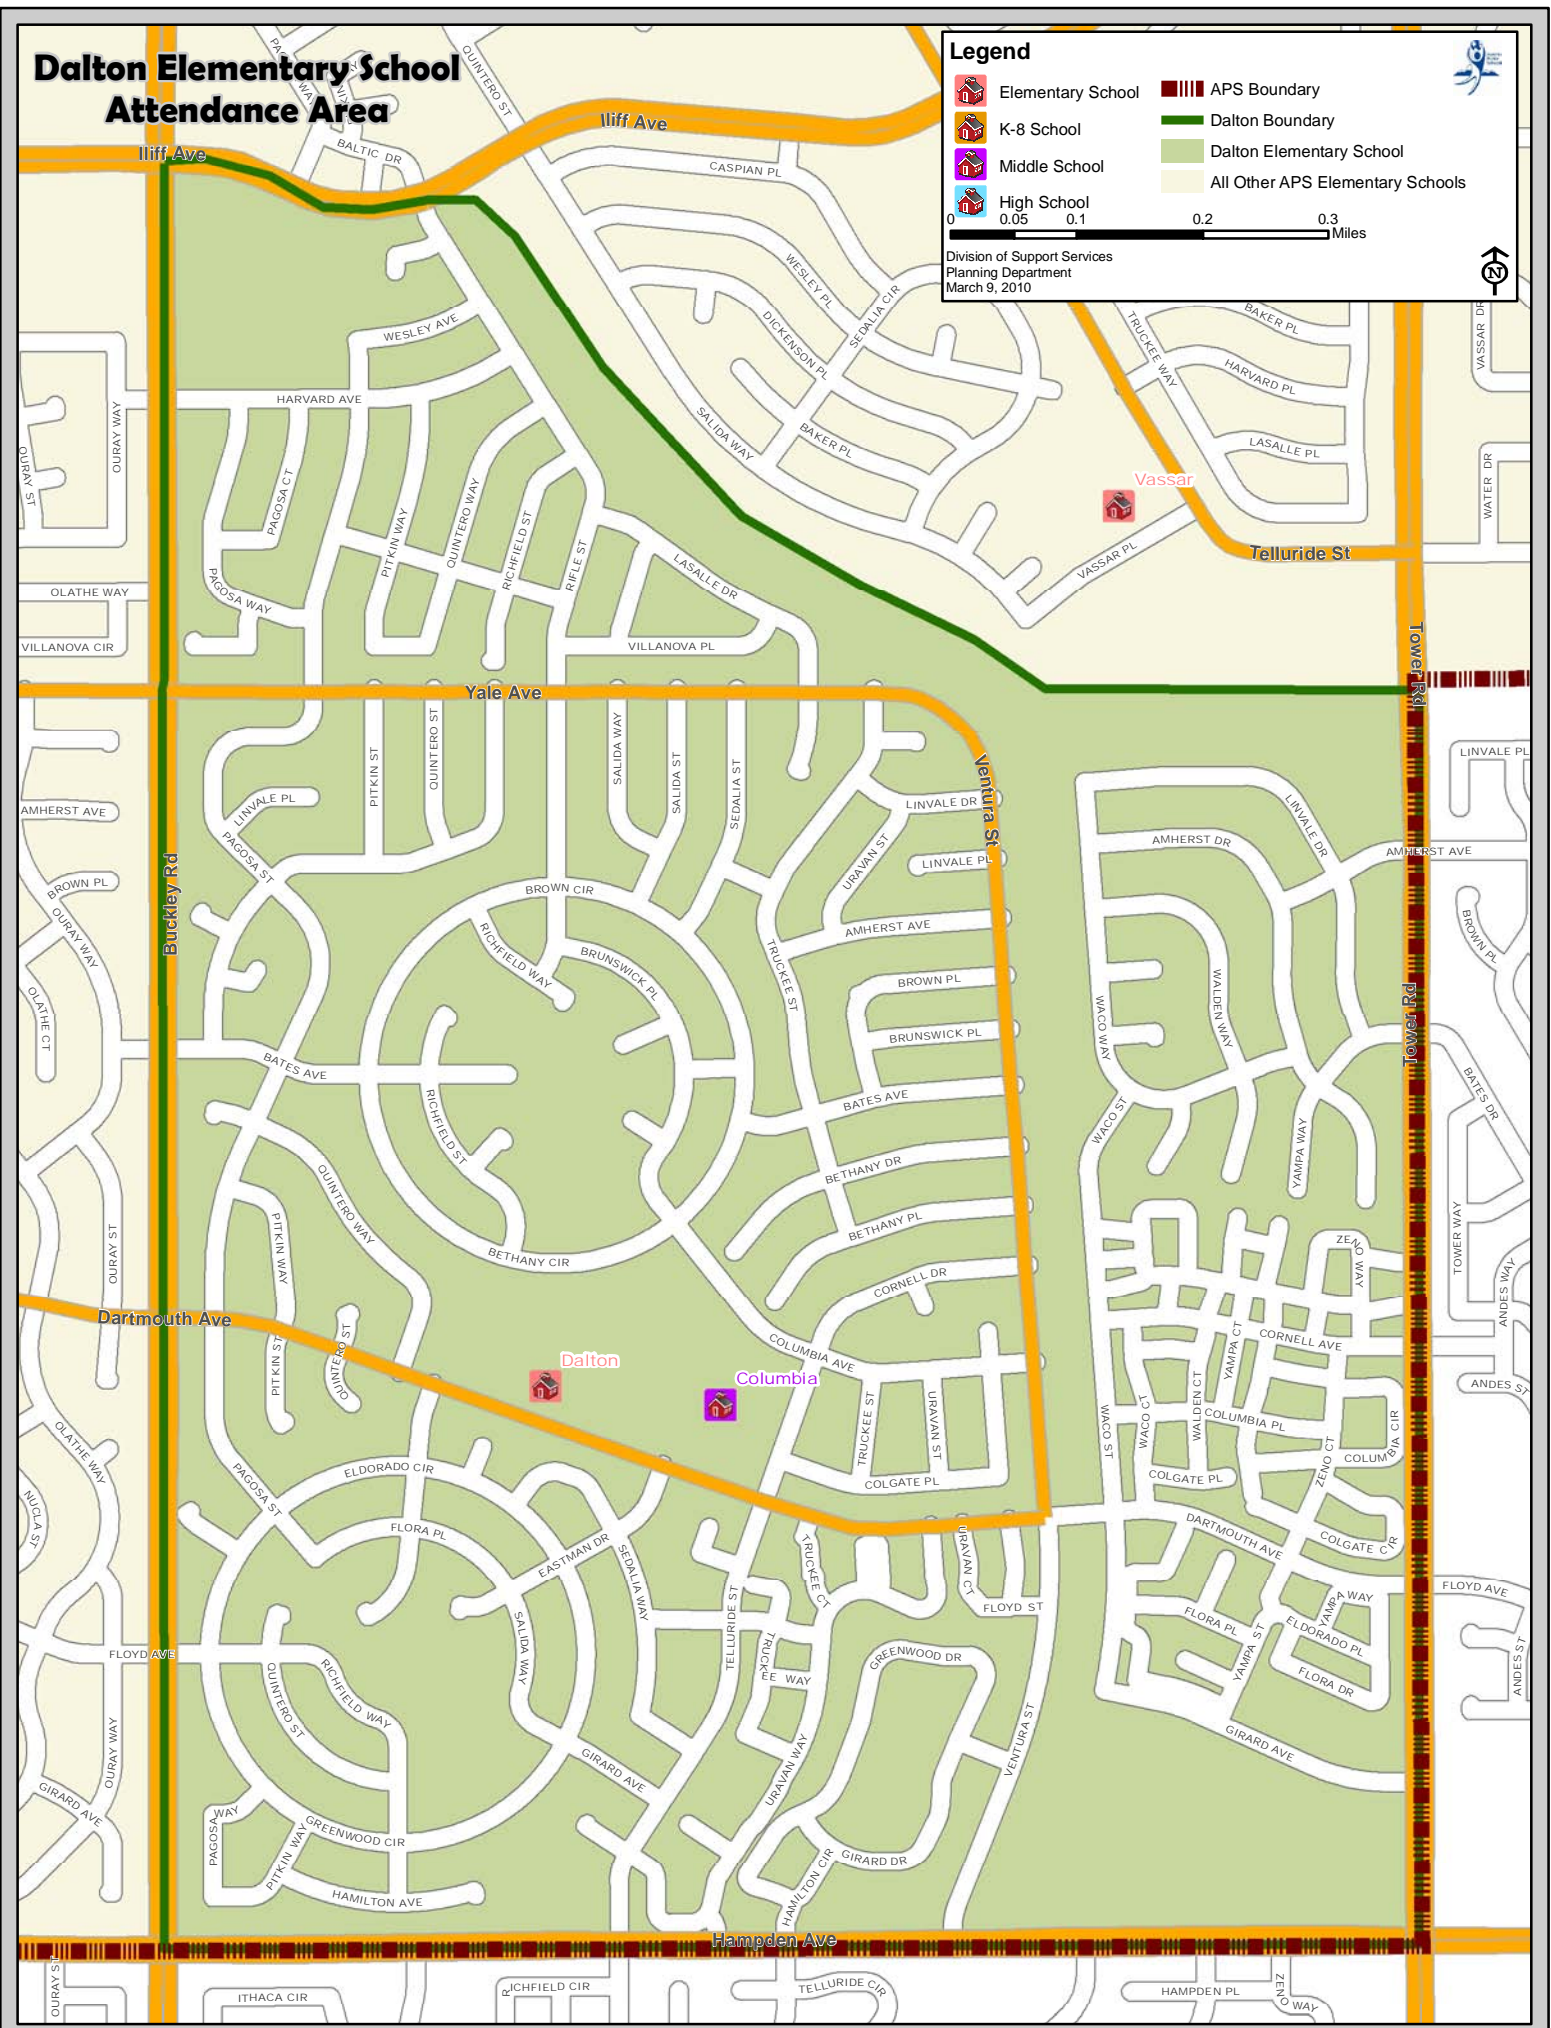 Dalton Elementary School
Attendance Area
Legend
Elementary School
K-8 School
Middle School
High School
APS Boundary
Dalton Boundary
Dalton Elementary School
All Other APS Elementary Schools
0 0.05 0.1 0.2 0.3
Miles
Division of Support Services
Planning Department
March 9, 2010
N
QUINTERO ST
Iliff Ave
Iliff Ave
BALTIC DR
CASPIAN PL
WESLEY PL
SEDALIA CIR
DICKENSON PL
BAKER PL
SALIDA WAY
TRUCKEE WAY
BAKER PL
HARVARD PL
LASALLE PL
VASSAR DR
WATER DR
Vassar
VASSAR PL
Telluride St
Tower Rd
WESLEY AVE
HARVARD AVE
OURAY WAY
OURAY ST
PAGOSA CT
PITKIN WAY
QUINTERO WAY
RICHFIELD ST
RIFLE ST
LASALLE DR
PAGOSA WAY
OLATHE WAY
VILLANOVA CIR
VILLANOVA PL
Yale Ave
PITKIN ST
QUINTERO ST
SALIDA WAY
SALIDA ST
SEDALIA ST
Ventura St
LINVALE PL
LINVALE PL
AMHERST AVE
PAGOSA ST
LINVALE DR
URAVAN ST
LINVALE PL
AMHERST DR
LINVALE DR
AMHERST AVE
BROWN PL
OURAY WAY
Buckley Rd
BROWN CIR
RICHFIELD WAY
BRUNSWICK PL
TRUCKEE ST
AMHERST AVE
BROWN PL
BRUNSWICK PL
BATES AVE
WACO WAY
WALDEN WAY
Tower Rd
BROWN PL
BATES DR
OLATHE CT
BATES AVE
RICHFIELD ST
QUINTERO WAY
PITKIN WAY
BETHANY CIR
BETHANY DR
BETHANY PL
CORNELL DR
WACO ST
YAMPA WAY
OURAY ST
TOWER WAY
ANDES WAY
ZENO WAY
Dartmouth Ave
PITKIN ST
QUINTERO ST
Dalton
Columbia
COLUMBIA AVE
YAMPA CT
CORNELL AVE
WALDEN CT
WACO CT
WACO ST
COLUMBIA PL
COLUMBIA CIR
ZENO CT
ANDES ST
TRUCKEE ST
URAVAN ST
COLGATE PL
COLGATE PL
OLATHE WAY
NUCLA ST
PAGOSA ST
ELDORADO CIR
FLORA PL
EASTMAN DR
SEDALIA WAY
TRUCKEE CT
URAVAN CT
FLOYD ST
DARTMOUTH AVE
COLGATE CIR
YAMPA WAY
FLOYD AVE
FLORA PL
ELDORADO PL
YAMPA ST
FLORA DR
ANDES ST
FLOYD AVE
SALIDA WAY
TELLURIDE ST
TRUCKEE WAY
GREENWOOD DR
QUINTERO ST
RICHFIELD WAY
OURAY WAY
GIRARD AVE
GIRARD AVE
URAVAN WAY
VENTURA ST
GIRARD AVE
PAGOSA WAY
PITKIN WAY
GREENWOOD CIR
HAMILTON AVE
GIRARD DR
HAMILTON CIR
Hampden Ave
OURAY ST
ITHACA CIR
RICHFIELD CIR
TELLURIDE CIR
HAMPDEN PL
ZENO WAY